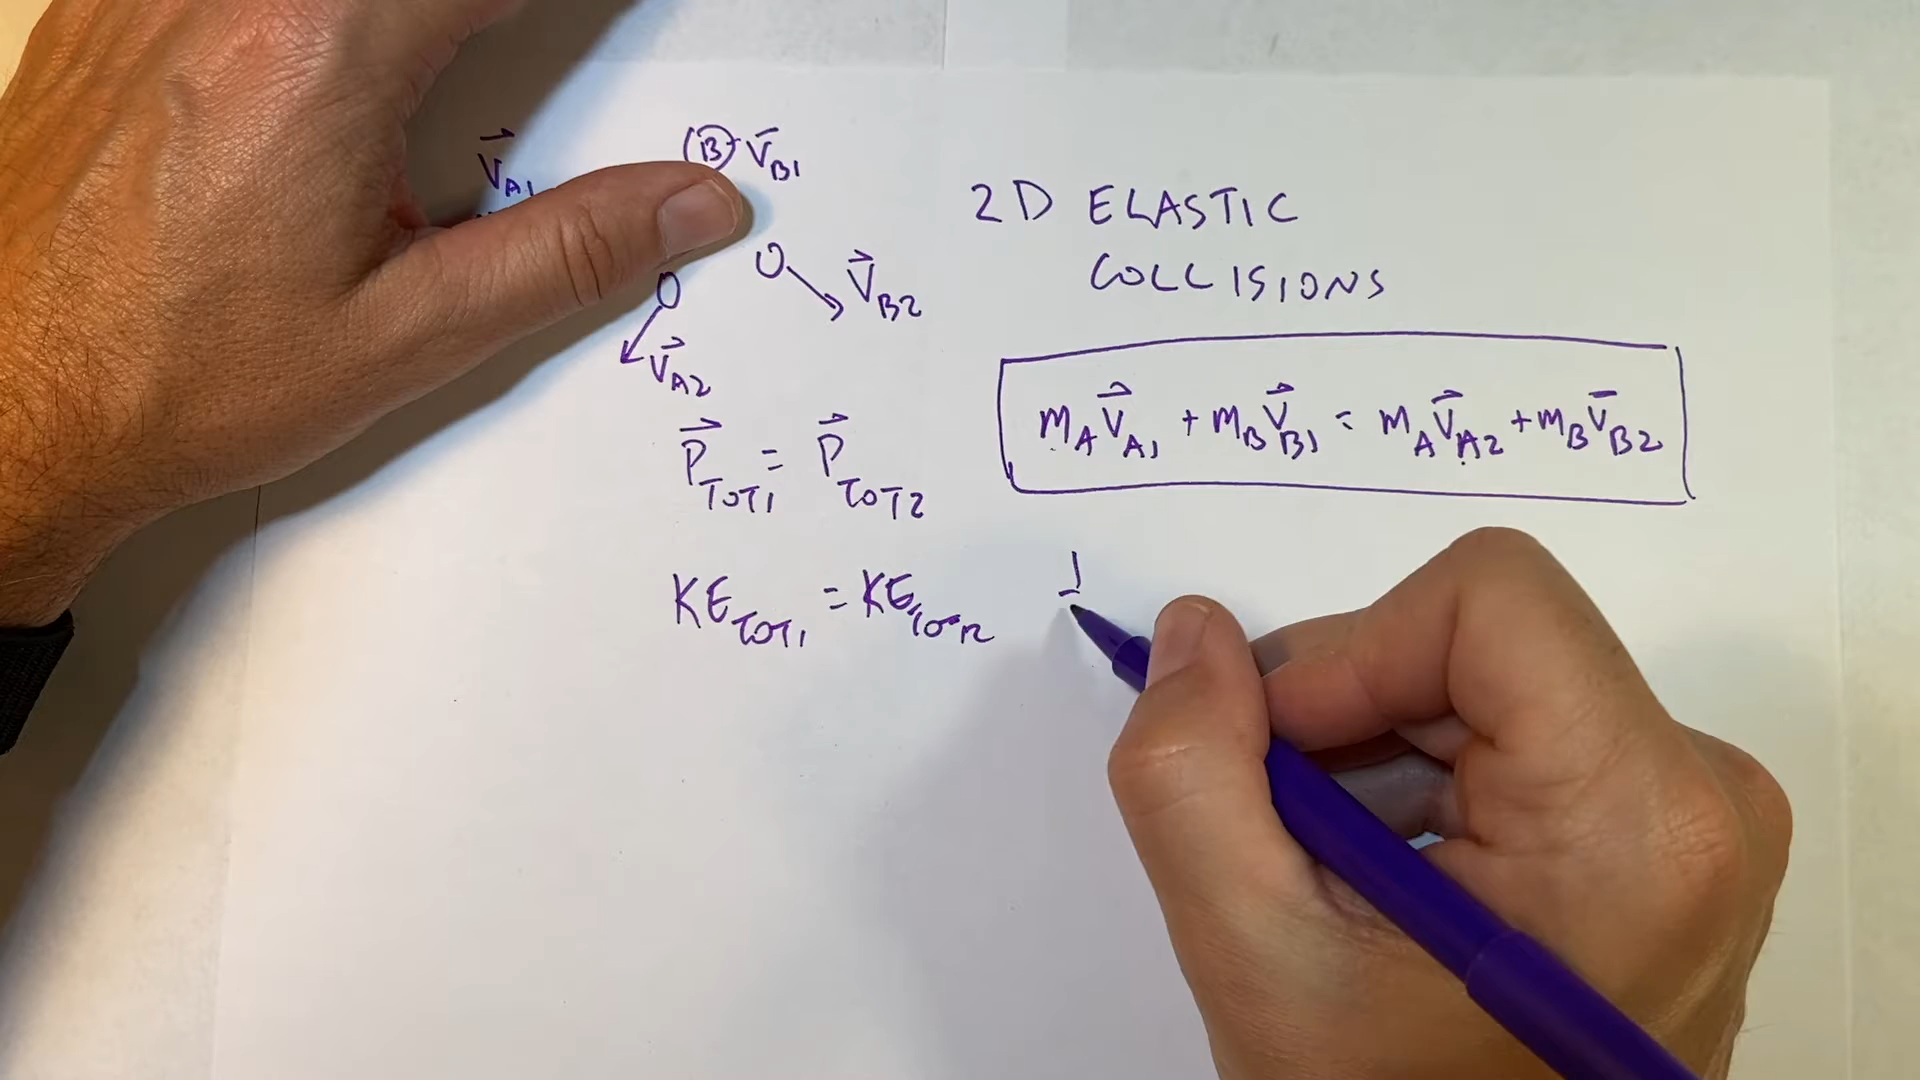 V⃗A1
B V⃗B1
V⃗B2
V⃗A2
2D ELASTIC
COLLISIONS
mAV⃗A1 + mBV⃗B1 = mAV⃗A2 + mBV̄B2
P⃗TOT1 = P⃗TOT2
KETOT1 = KETOT2
1